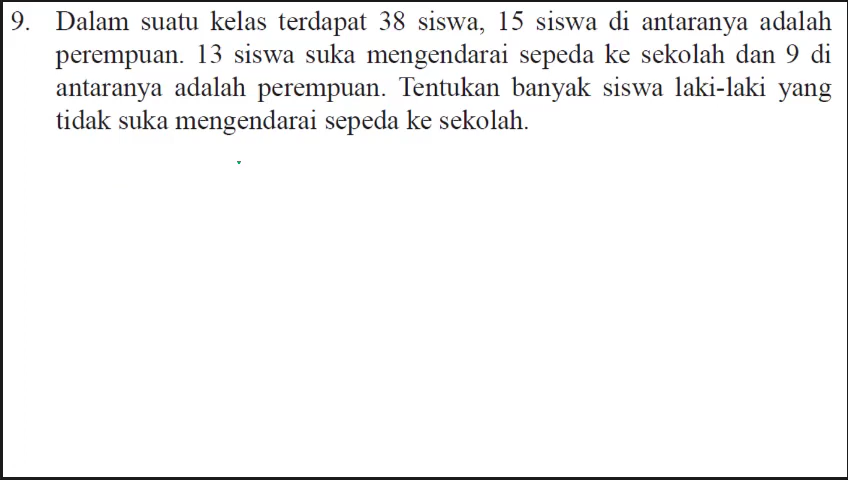 9. Dalam suatu kelas terdapat 38 siswa, 15 siswa di antaranya adalah
perempuan. 13 siswa suka mengendarai sepeda ke sekolah dan 9 di
antaranya adalah perempuan. Tentukan banyak siswa laki-laki yang
tidak suka mengendarai sepeda ke sekolah.